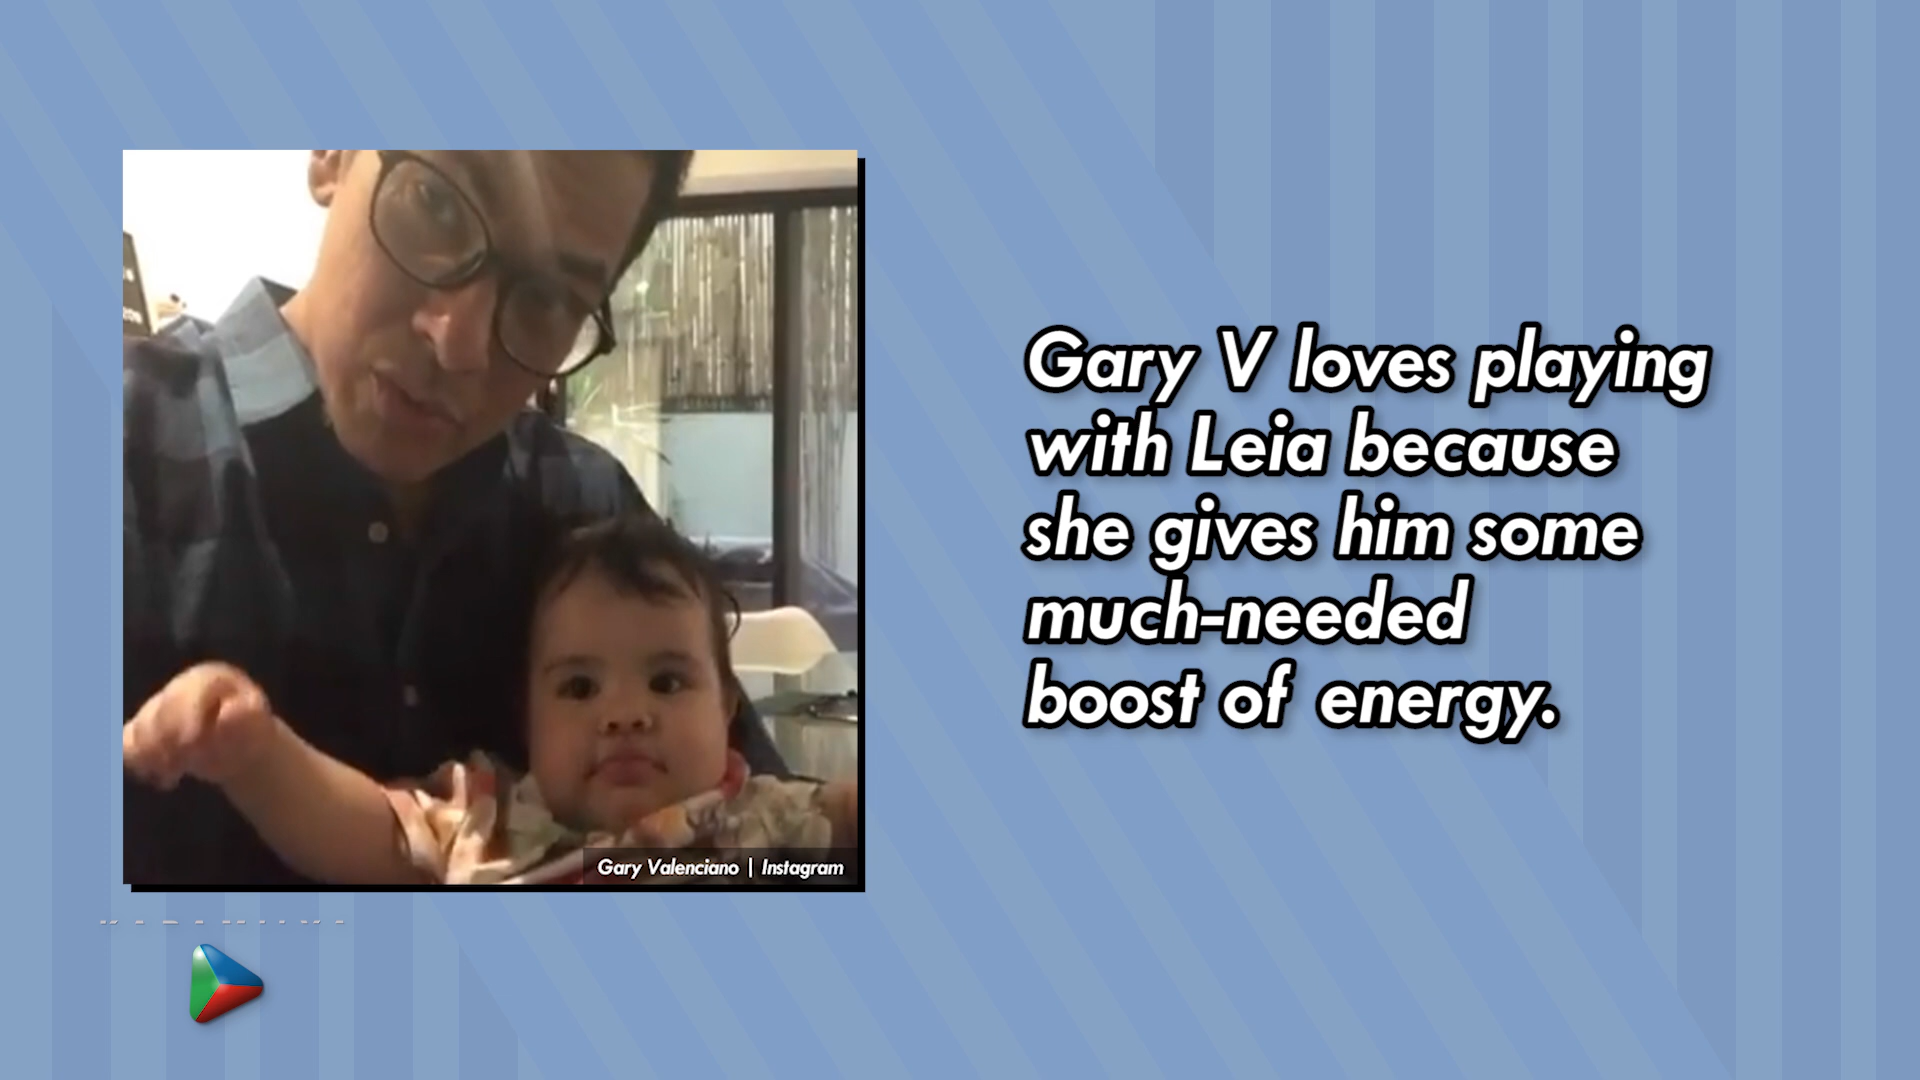 Gary V loves playing
with Leia because
she gives him some
much-needed
boost of energy.
Gary Valenciano | Instagram